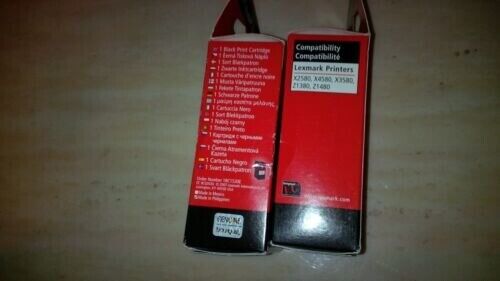 1 Black Print Cartridge
1 Černá Tisková Náplň
1 Sort Blækpatron
1 Zwarte Inktcartridge
1 Cartouche d'encre noire
1 Musta Väripatruuna
1 Fekete Tintapatron
1 Schwarze Patrone
1 μαύρη κασέτα μελάνης
1 Cartuccia Nero
1 Sort Blekkpatron
1 Nabój czarny
1 Tinteiro Preto
1 Картридж с черными
чернилами
1 Čierna Atramentová
Kazeta
1 Cartucho Negro
1 Svart Bläckpatron
Order Number
Made in Mexico
Made in Philippines
Compatibility
Compatibilité
Lexmark Printers
X2580, X4580, X3580,
Z1380, Z1480